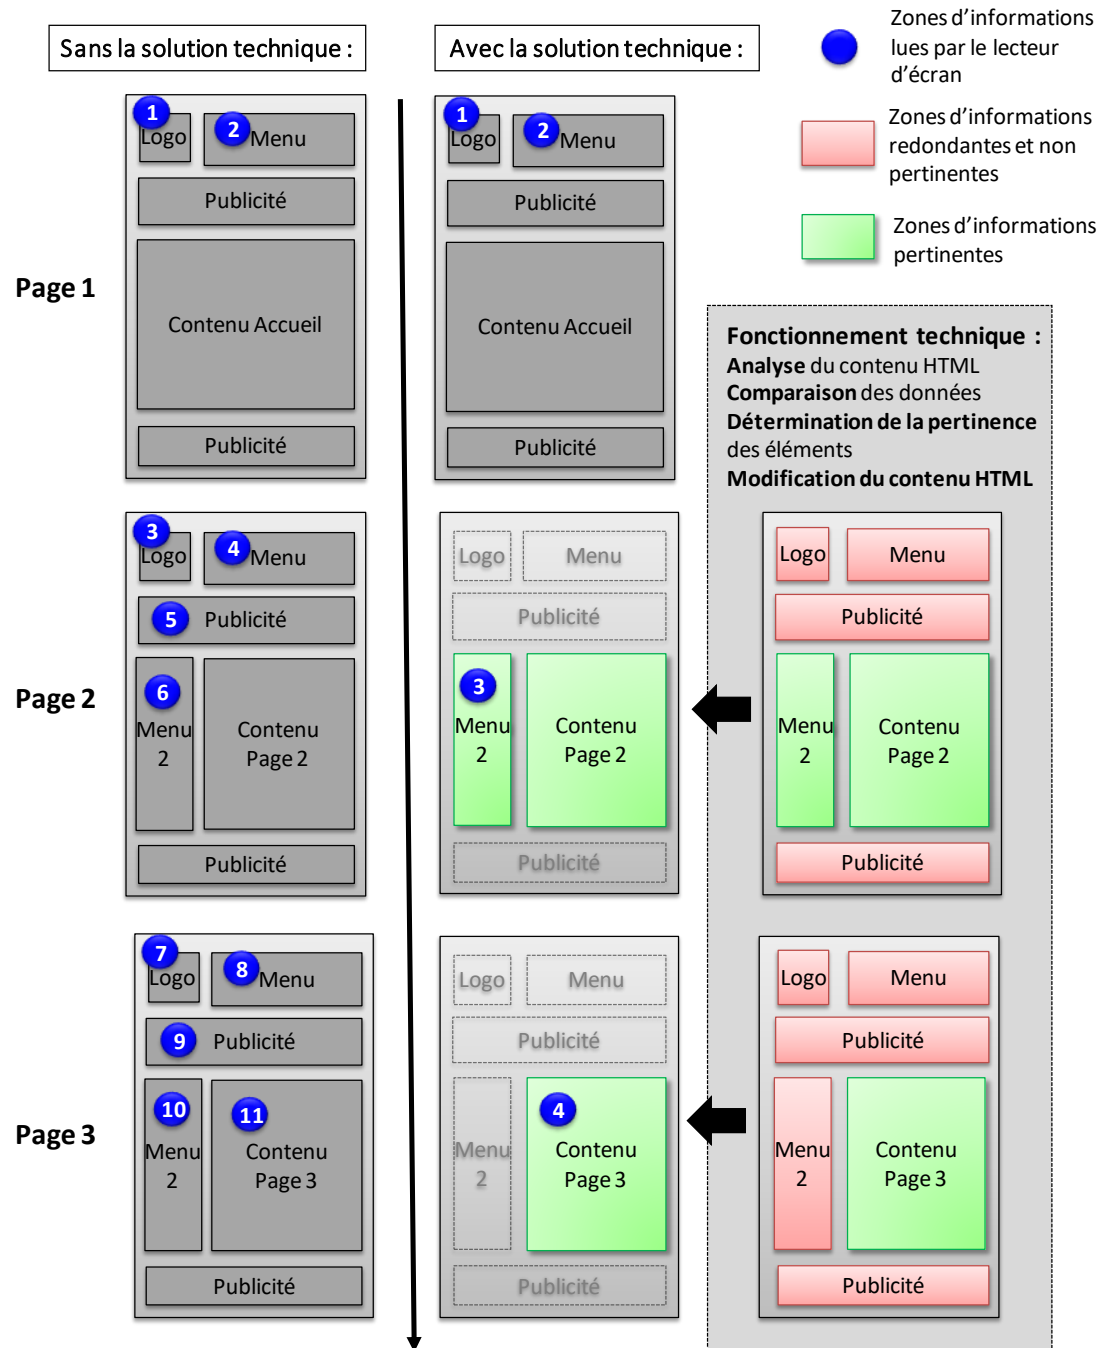 Sans la solution technique :
Avec la solution technique :
Zones d’informations
lues par le lecteur
d’écran
Zones d’informations
redondantes et non
pertinentes
Zones d’informations
pertinentes
Page 1
1
Logo
2
Menu
Publicité
Contenu Accueil
Publicité
1
Logo
2
Menu
Publicité
Contenu Accueil
Publicité
Fonctionnement technique :
Analyse du contenu HTML
Comparaison des données
Détermination de la pertinence
des éléments
Modification du contenu HTML
Page 2
3
Logo
4
Menu
5
Publicité
6
Menu
2
Contenu
Page 2
Publicité
Logo
Menu
Publicité
3
Menu
2
Contenu
Page 2
Publicité
Logo
Menu
Publicité
Menu
2
Contenu
Page 2
Publicité
Page 3
7
Logo
8
Menu
9
Publicité
10
Menu
2
11
Contenu
Page 3
Publicité
Logo
Menu
Publicité
Menu
2
4
Contenu
Page 3
Publicité
Logo
Menu
Publicité
Menu
2
Contenu
Page 3
Publicité